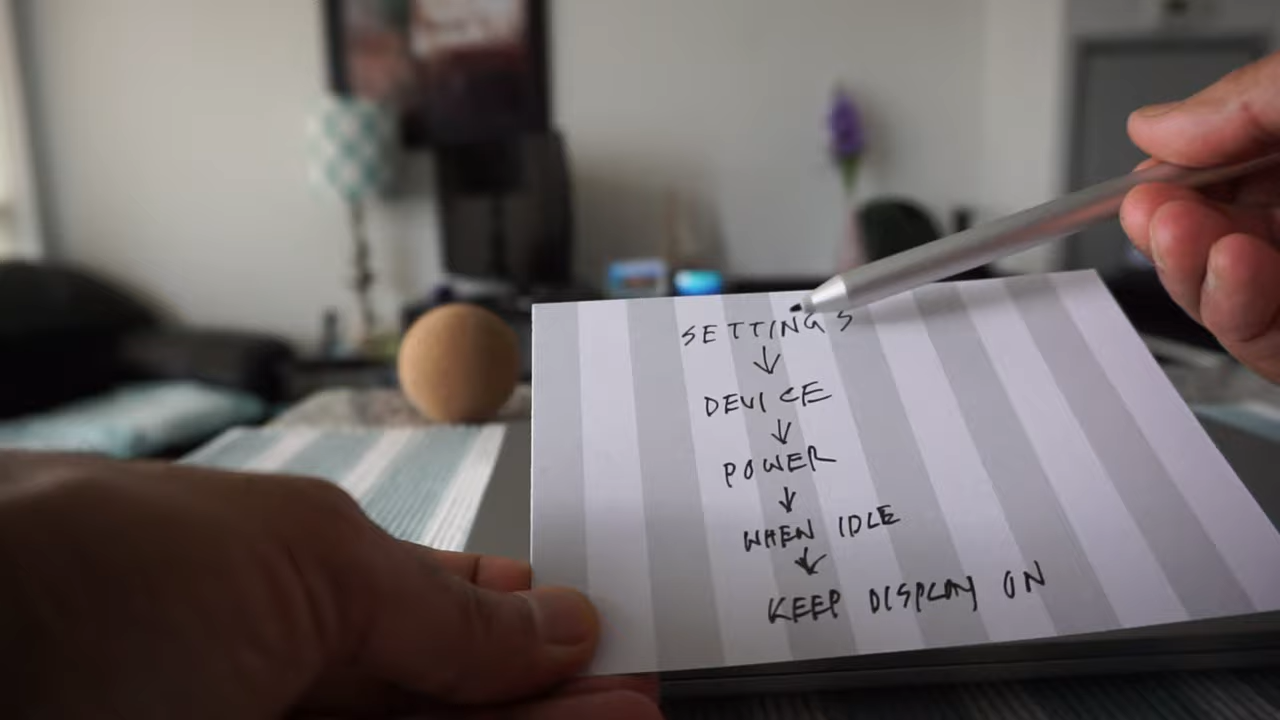 SETTINGS
↓
DEVICE
↓
POWER
↓
WHEN IDLE
↓
KEEP DISPLAY ON